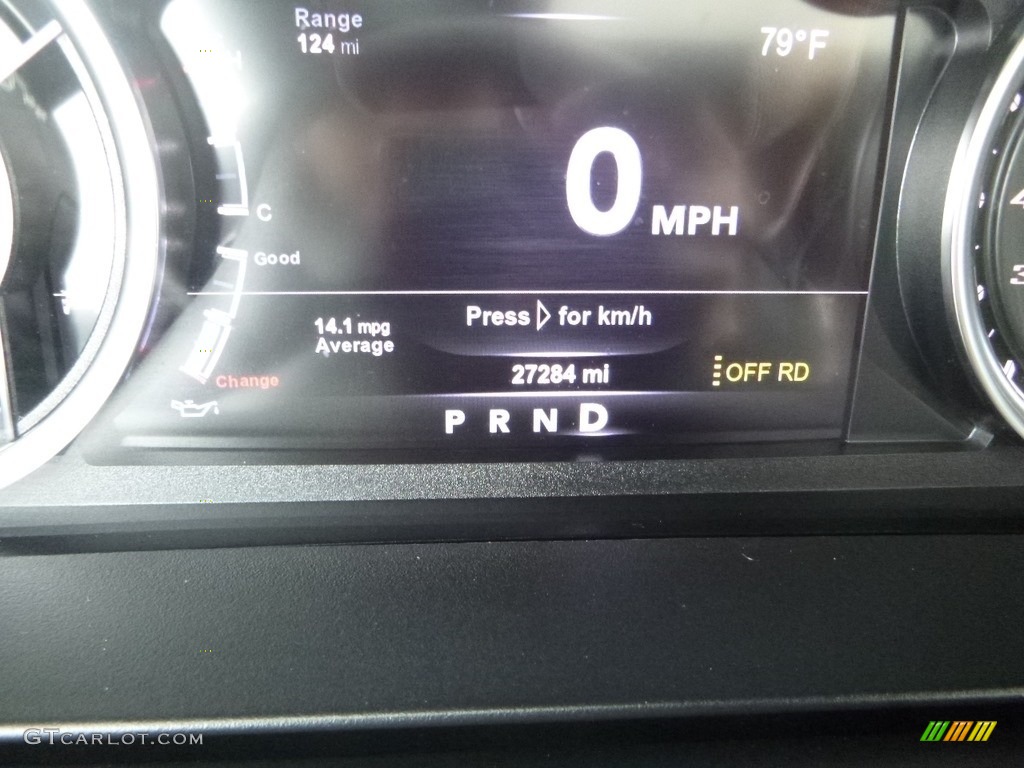 Range
124 mi
79°F
0 MPH
C
Good
Press for km/h
14.1 mpg
Average
27284 mi
OFF RD
Change
P R N D
GTCARLOT.COM